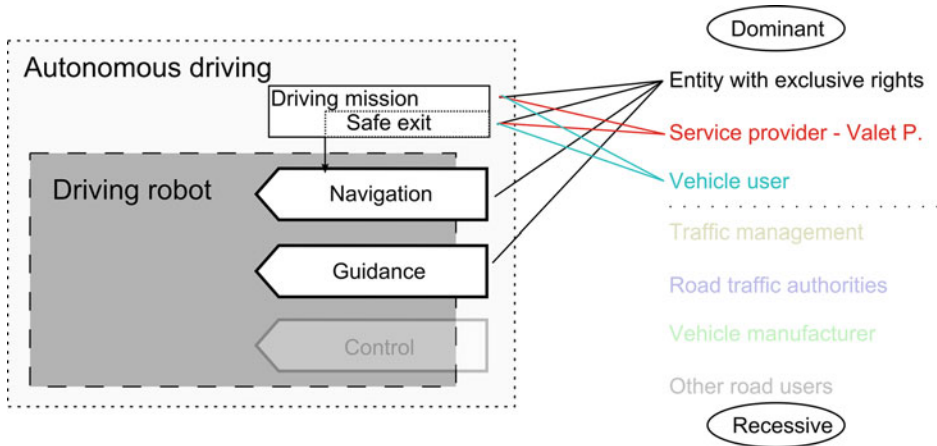 Autonomous driving
Driving mission
Safe exit
Driving robot
Navigation
Guidance
Control
Dominant
Entity with exclusive rights
Service provider - Valet P.
Vehicle user
Traffic management
Road traffic authorities
Vehicle manufacturer
Other road users
Recessive